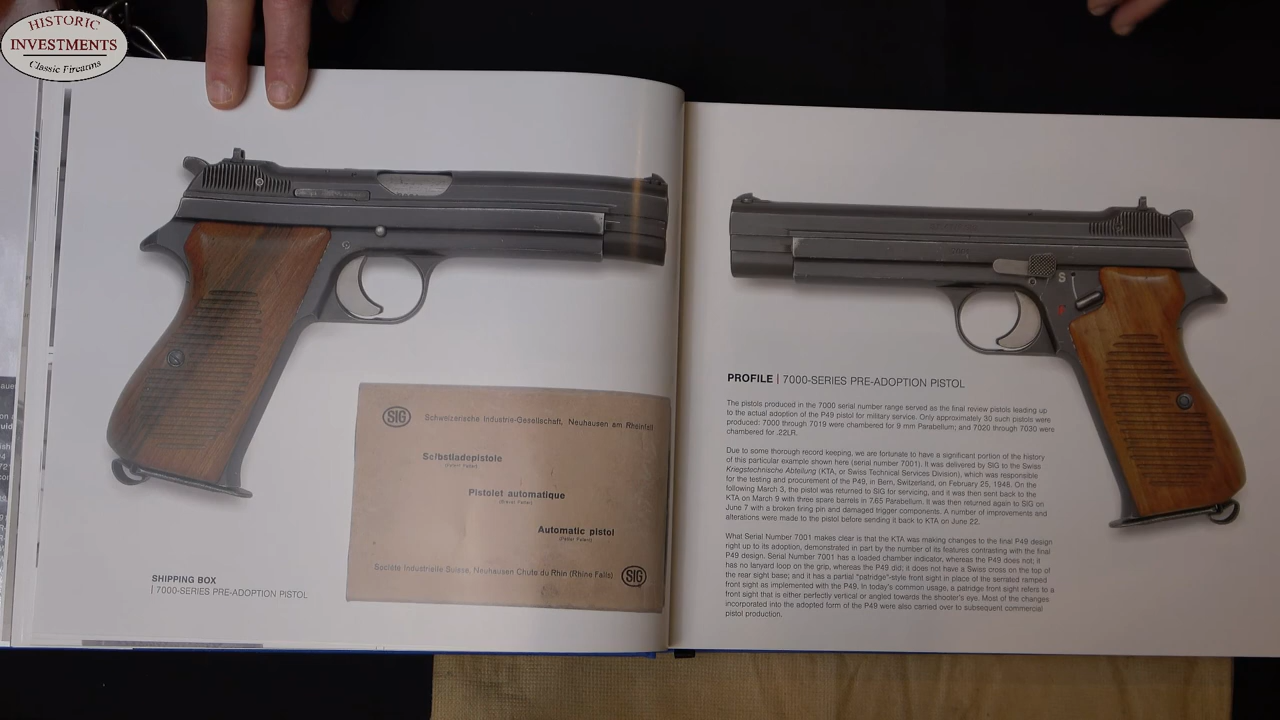 HISTORIC
INVESTMENTS
Classic Firearms
SIG
Schweizerische Industrie-Gesellschaft, Neuhausen am Rheinfall
Selbstladepistole
(Patent Patent)
Pistolet automatique
(Brevet Patent)
Automatic pistol
(Patter Patent)
Société Industrielle Suisse, Neuhausen Chute du Rhin (Rhine Falls)
SIG
SHIPPING BOX
| 7000-SERIES PRE-ADOPTION PISTOL
S
F
PROFILE | 7000-SERIES PRE-ADOPTION PISTOL
The pistols produced in the 7000 serial number range served as the final review pistols leading up
to the actual adoption of the P49 pistol for military service. Only approximately 30 such pistols were
produced: 7000 through 7019 were chambered for 9 mm Parabellum; and 7020 through 7030 were
chambered for .22LR.
Due to some thorough record keeping, we are fortunate to have a significant portion of the history
of this particular example shown here (serial number 7001). It was delivered by SIG to the Swiss
Kriegstechnische Abteilung (KTA, or Swiss Technical Services Division), which was responsible
for the testing and procurement of the P49, in Bern, Switzerland, on February 25, 1948. On the
following March 3, the pistol was returned to SIG for servicing, and it was then sent back to the
KTA on March 9 with three spare barrels in 7.65 Parabellum. It was then returned again to SIG on
June 7 with a broken firing pin and damaged trigger components. A number of improvements and
alterations were made to the pistol before sending it back to KTA on June 22.
What Serial Number 7001 makes clear is that the KTA was making changes to the final P49 design
right up to its adoption, demonstrated in part by the number of its features contrasting with the final
P49 design. Serial Number 7001 has a loaded chamber indicator, whereas the P49 does not; it
has no lanyard loop on the grip, whereas the P49 did; it does not have a Swiss cross on the top of
the rear sight base; and it has a partial "patridge"-style front sight in place of the serrated ramped
front sight as implemented with the P49. In today's common usage, a patridge front sight refers to a
front sight that is either perfectly vertical or angled towards the shooter's eye. Most of the changes
incorporated into the adopted form of the P49 were also carried over to subsequent commercial
pistol production.